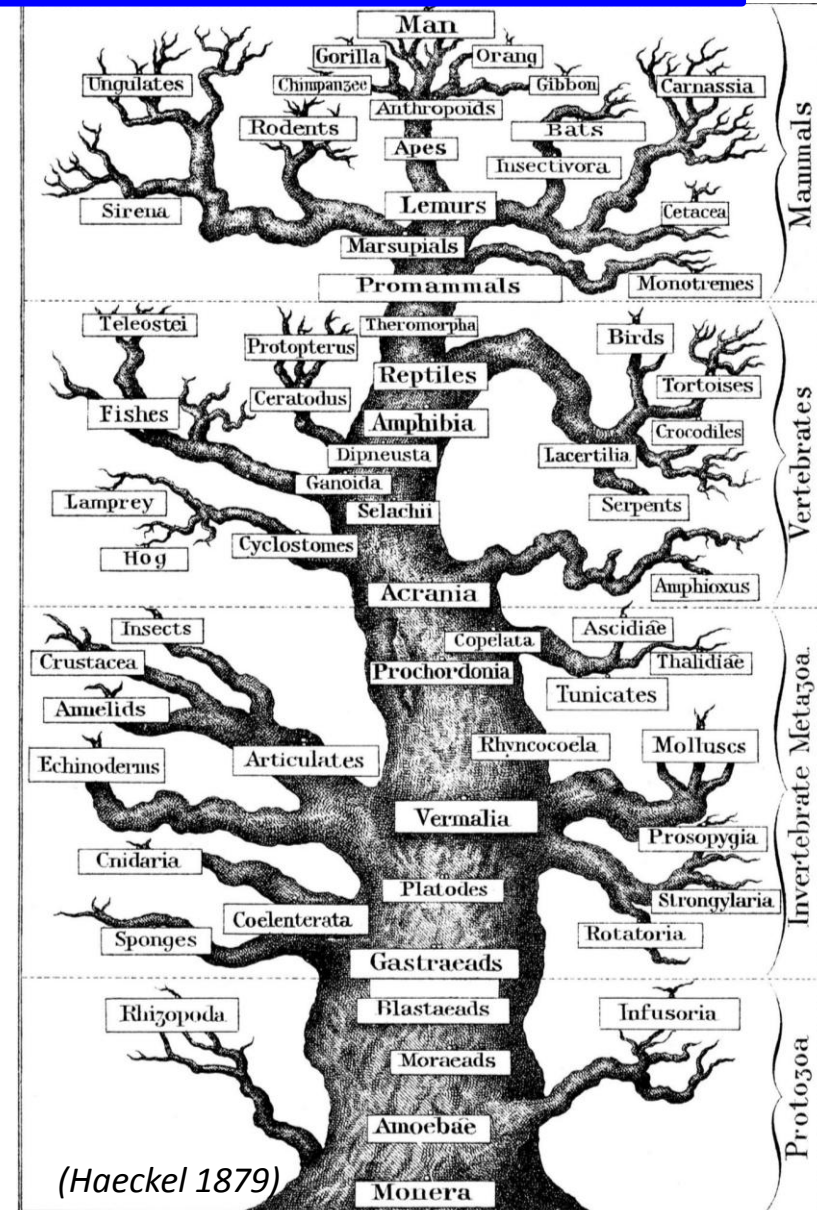 Man
Gorilla
Orang
Ungulates
Chimpanzee
Gibbon
Carnassia
Anthropoids
Rodents
Bats
Apes
Insectivora
Sirena
Lemurs
Cetacea
Marsupials
Promammals
Monotremes
Mammals
Teleostei
Theromorpha
Birds
Protopterus
Reptiles
Tortoises
Ceratodus
Fishes
Amphibia
Crocodiles
Dipneusta
Lacertilia
Ganoida
Lamprey
Selachii
Serpents
Hog
Cyclostomes
Amphioxus
Acrania
Vertebrates
Insects
Copelata
Ascidiæ
Crustacea
Prochordonia
Thalidiæ
Tunicates
Annelids
Rhyncocoela
Molluscs
Echinoderms
Articulates
Vermalia
Prosopygia
Cnidaria
Platodes
Strongylaria
Coelenterata
Rotatoria
Sponges
Gastraeads
Invertebrate Metazoa.
Rhizopoda
Blastaeads
Infusoria
Moraeads
Amoebae
Protozoa
(Haeckel 1879)
Monera